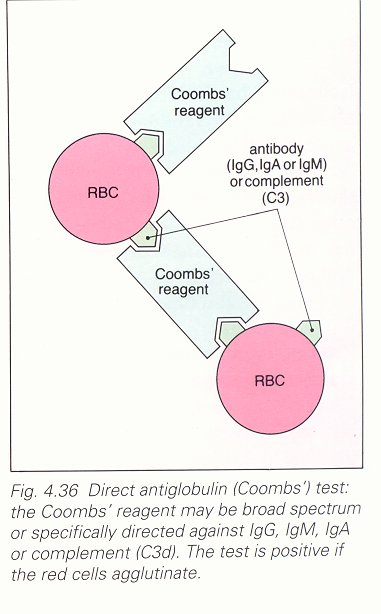 Coombs'
reagent
RBC
antibody
(IgG,IgA or IgM)
or complement
(C3)
Coombs'
reagent
RBC
Fig. 4.36 Direct antiglobulin (Coombs') test:
the Coombs' reagent may be broad spectrum
or specifically directed against IgG, IgM, IgA
or complement (C3d). The test is positive if
the red cells agglutinate.